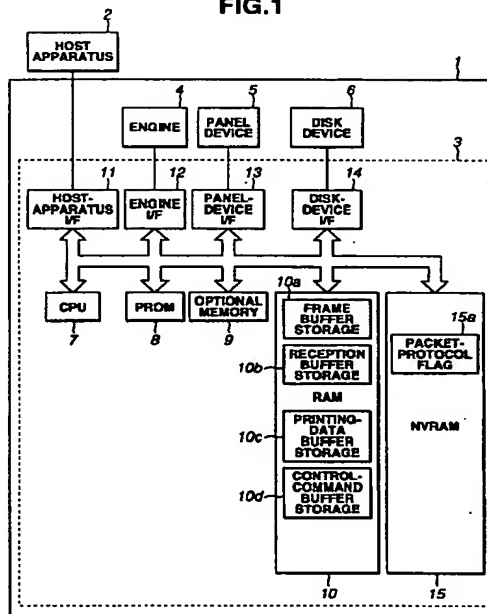 FIG.1
2
HOST
APPARATUS
1
4
5
6
ENGINE
PANEL
DEVICE
DISK
DEVICE
3
11
12
13
14
HOST-
APPARATUS
I/F
ENGINE
I/F
PANEL-
DEVICE
I/F
DISK-
DEVICE
I/F
CPU
7
PROM
8
OPTIONAL
MEMORY
9
10a
FRAME
BUFFER
STORAGE
10b
RECEPTION
BUFFER
STORAGE
RAM
10c
PRINTING-
DATA
BUFFER
STORAGE
10d
CONTROL-
COMMAND
BUFFER
STORAGE
10
15a
PACKET-
PROTOCOL
FLAG
NVRAM
15